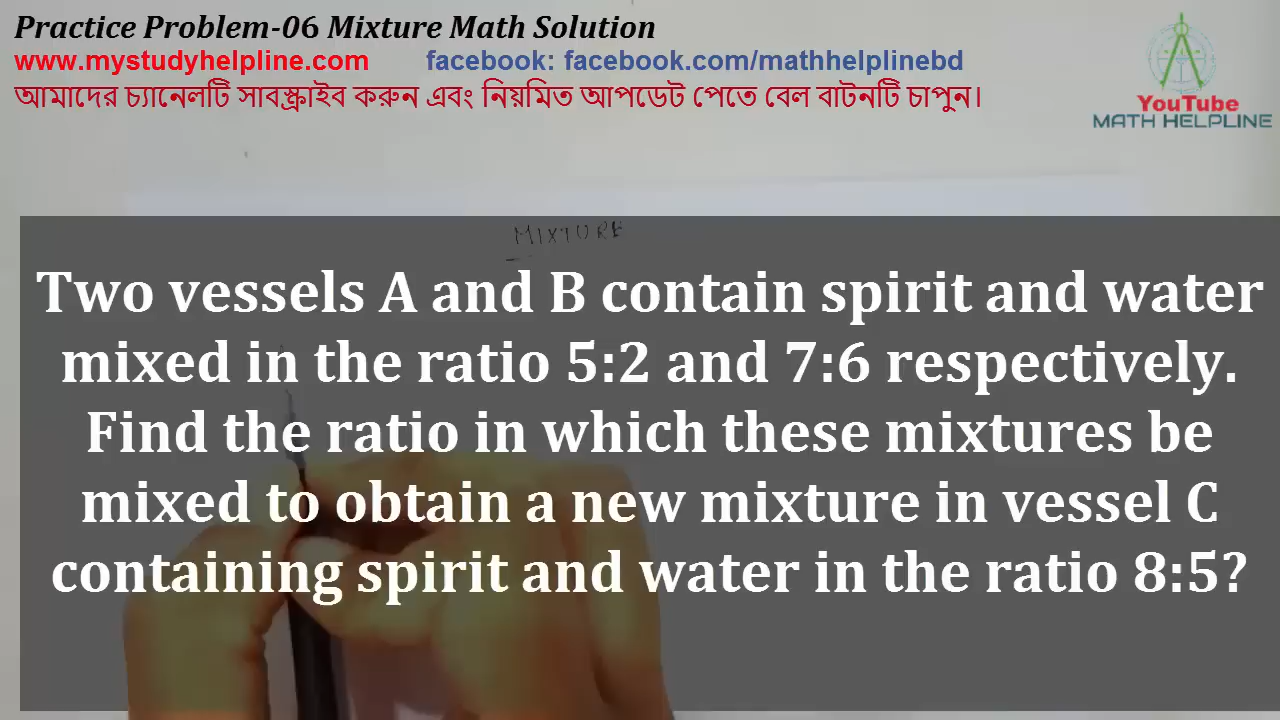 Practice Problem-06 Mixture Math Solution
www.mystudyhelpline.com facebook: facebook.com/mathhelplinebd
আমাদের চ্যানেলটি সাবস্ক্রাইব করুন এবং নিয়মিত আপডেট পেতে বেল বাটনটি চাপুন।
YouTube
MATH HELPLINE
MIXTURE
Two vessels A and B contain spirit and water
mixed in the ratio 5:2 and 7:6 respectively.
Find the ratio in which these mixtures be
mixed to obtain a new mixture in vessel C
containing spirit and water in the ratio 8:5?